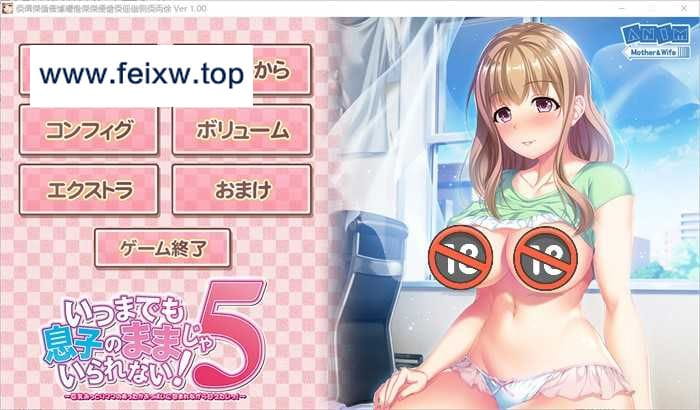 Ver 1.00
www.feixw.top
から
コンフィグ
ボリューム
エクストラ
おまけ
ゲーム終了
いつまでも
息子のままじゃ
いられない!
5
ANIM
Mother&Wife
18
18